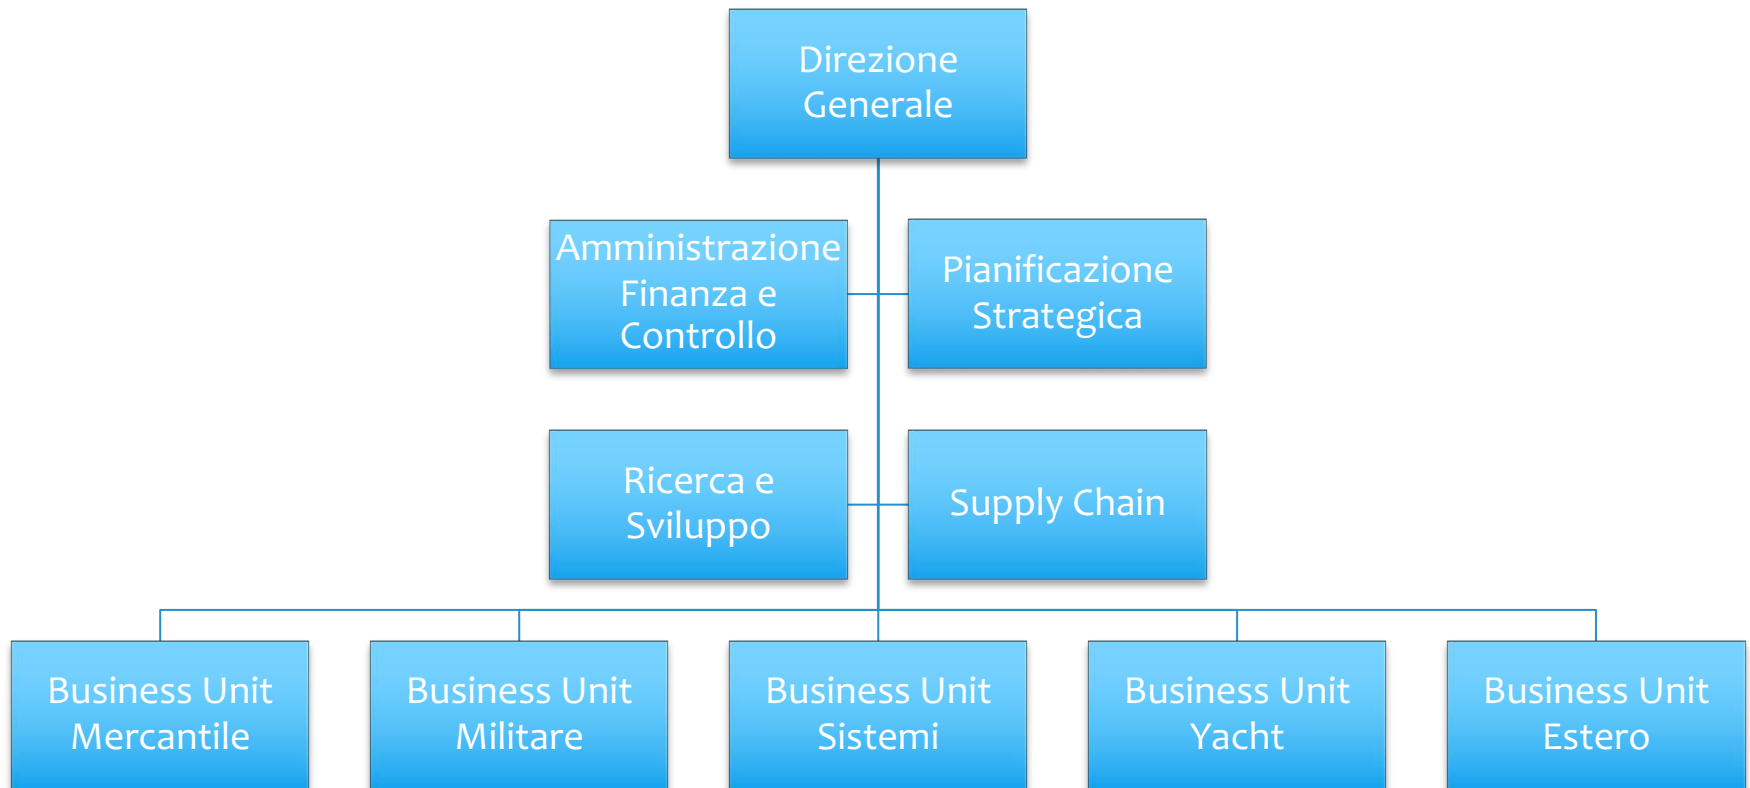 Direzione
Generale
Amministrazione
Finanza e
Controllo
Pianificazione
Strategica
Ricerca e
Sviluppo
Supply Chain
Business Unit
Mercantile
Business Unit
Militare
Business Unit
Sistemi
Business Unit
Yacht
Business Unit
Estero